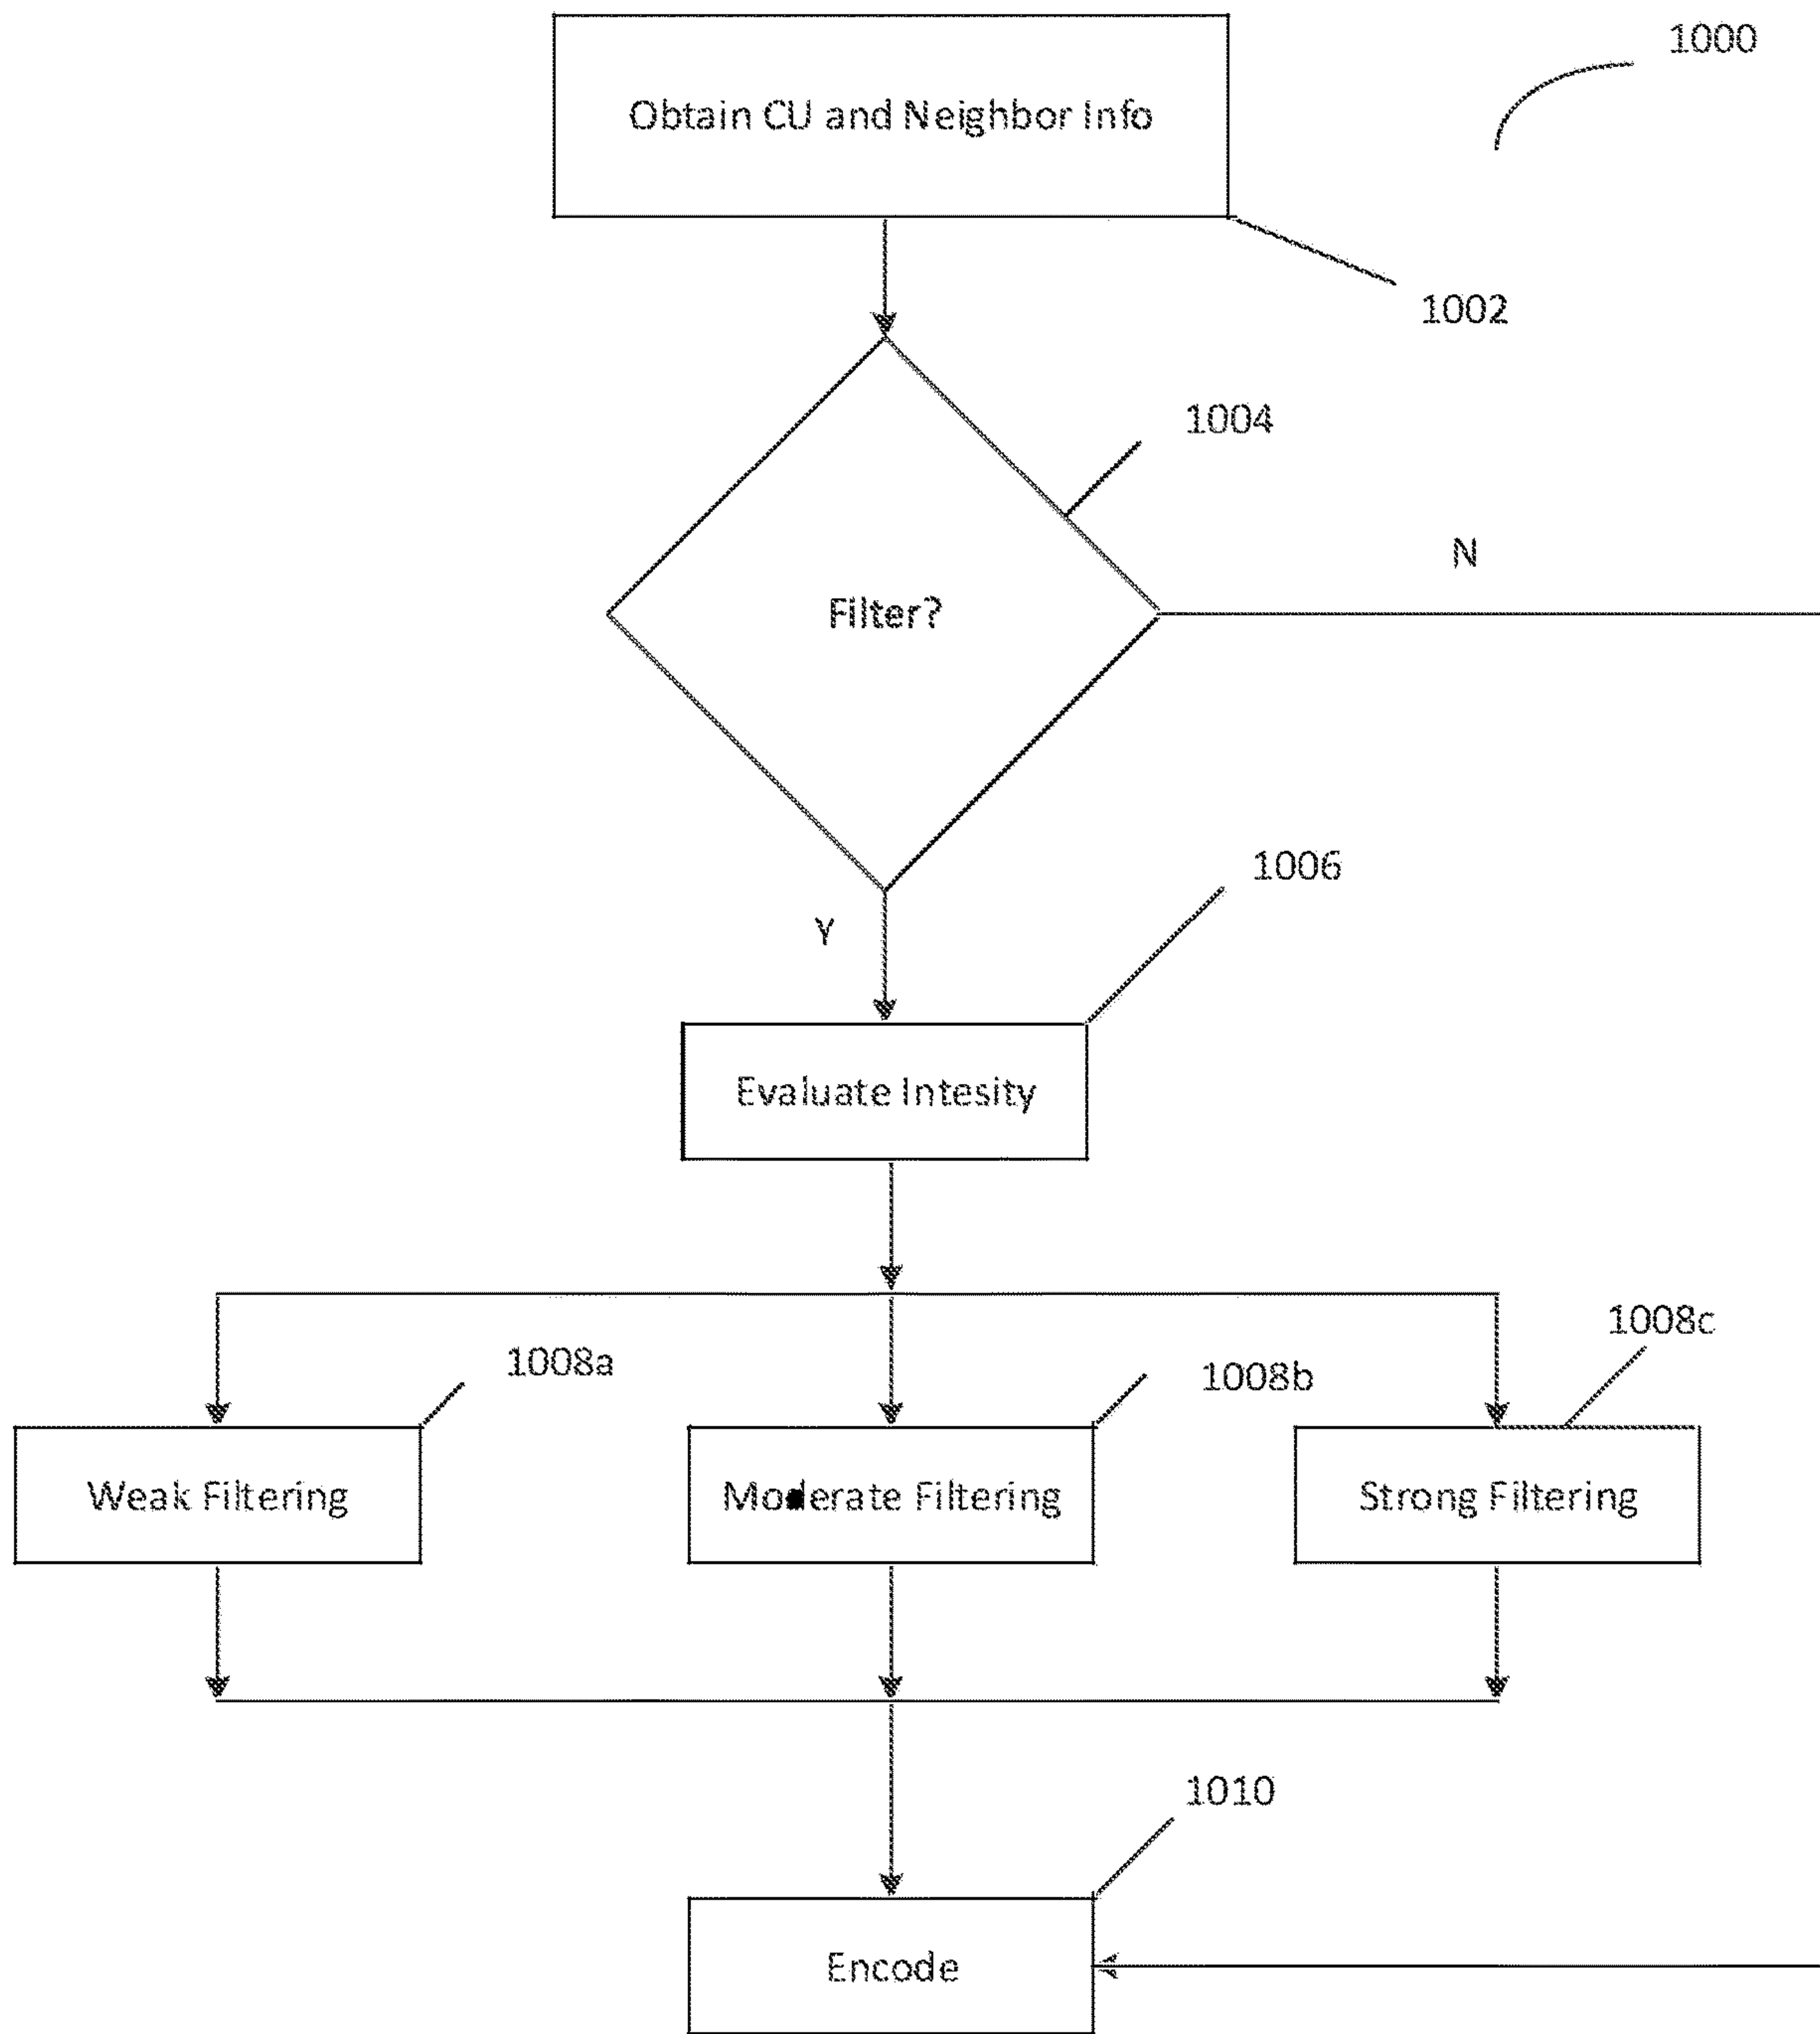 1000
Obtain CU and Neighbor Info
1002
1004
N
Filter?
1006
Y
Evaluate Intesity
1008a
1008b
1008c
Weak Filtering
Moderate Filtering
Strong Filtering
1010
Encode